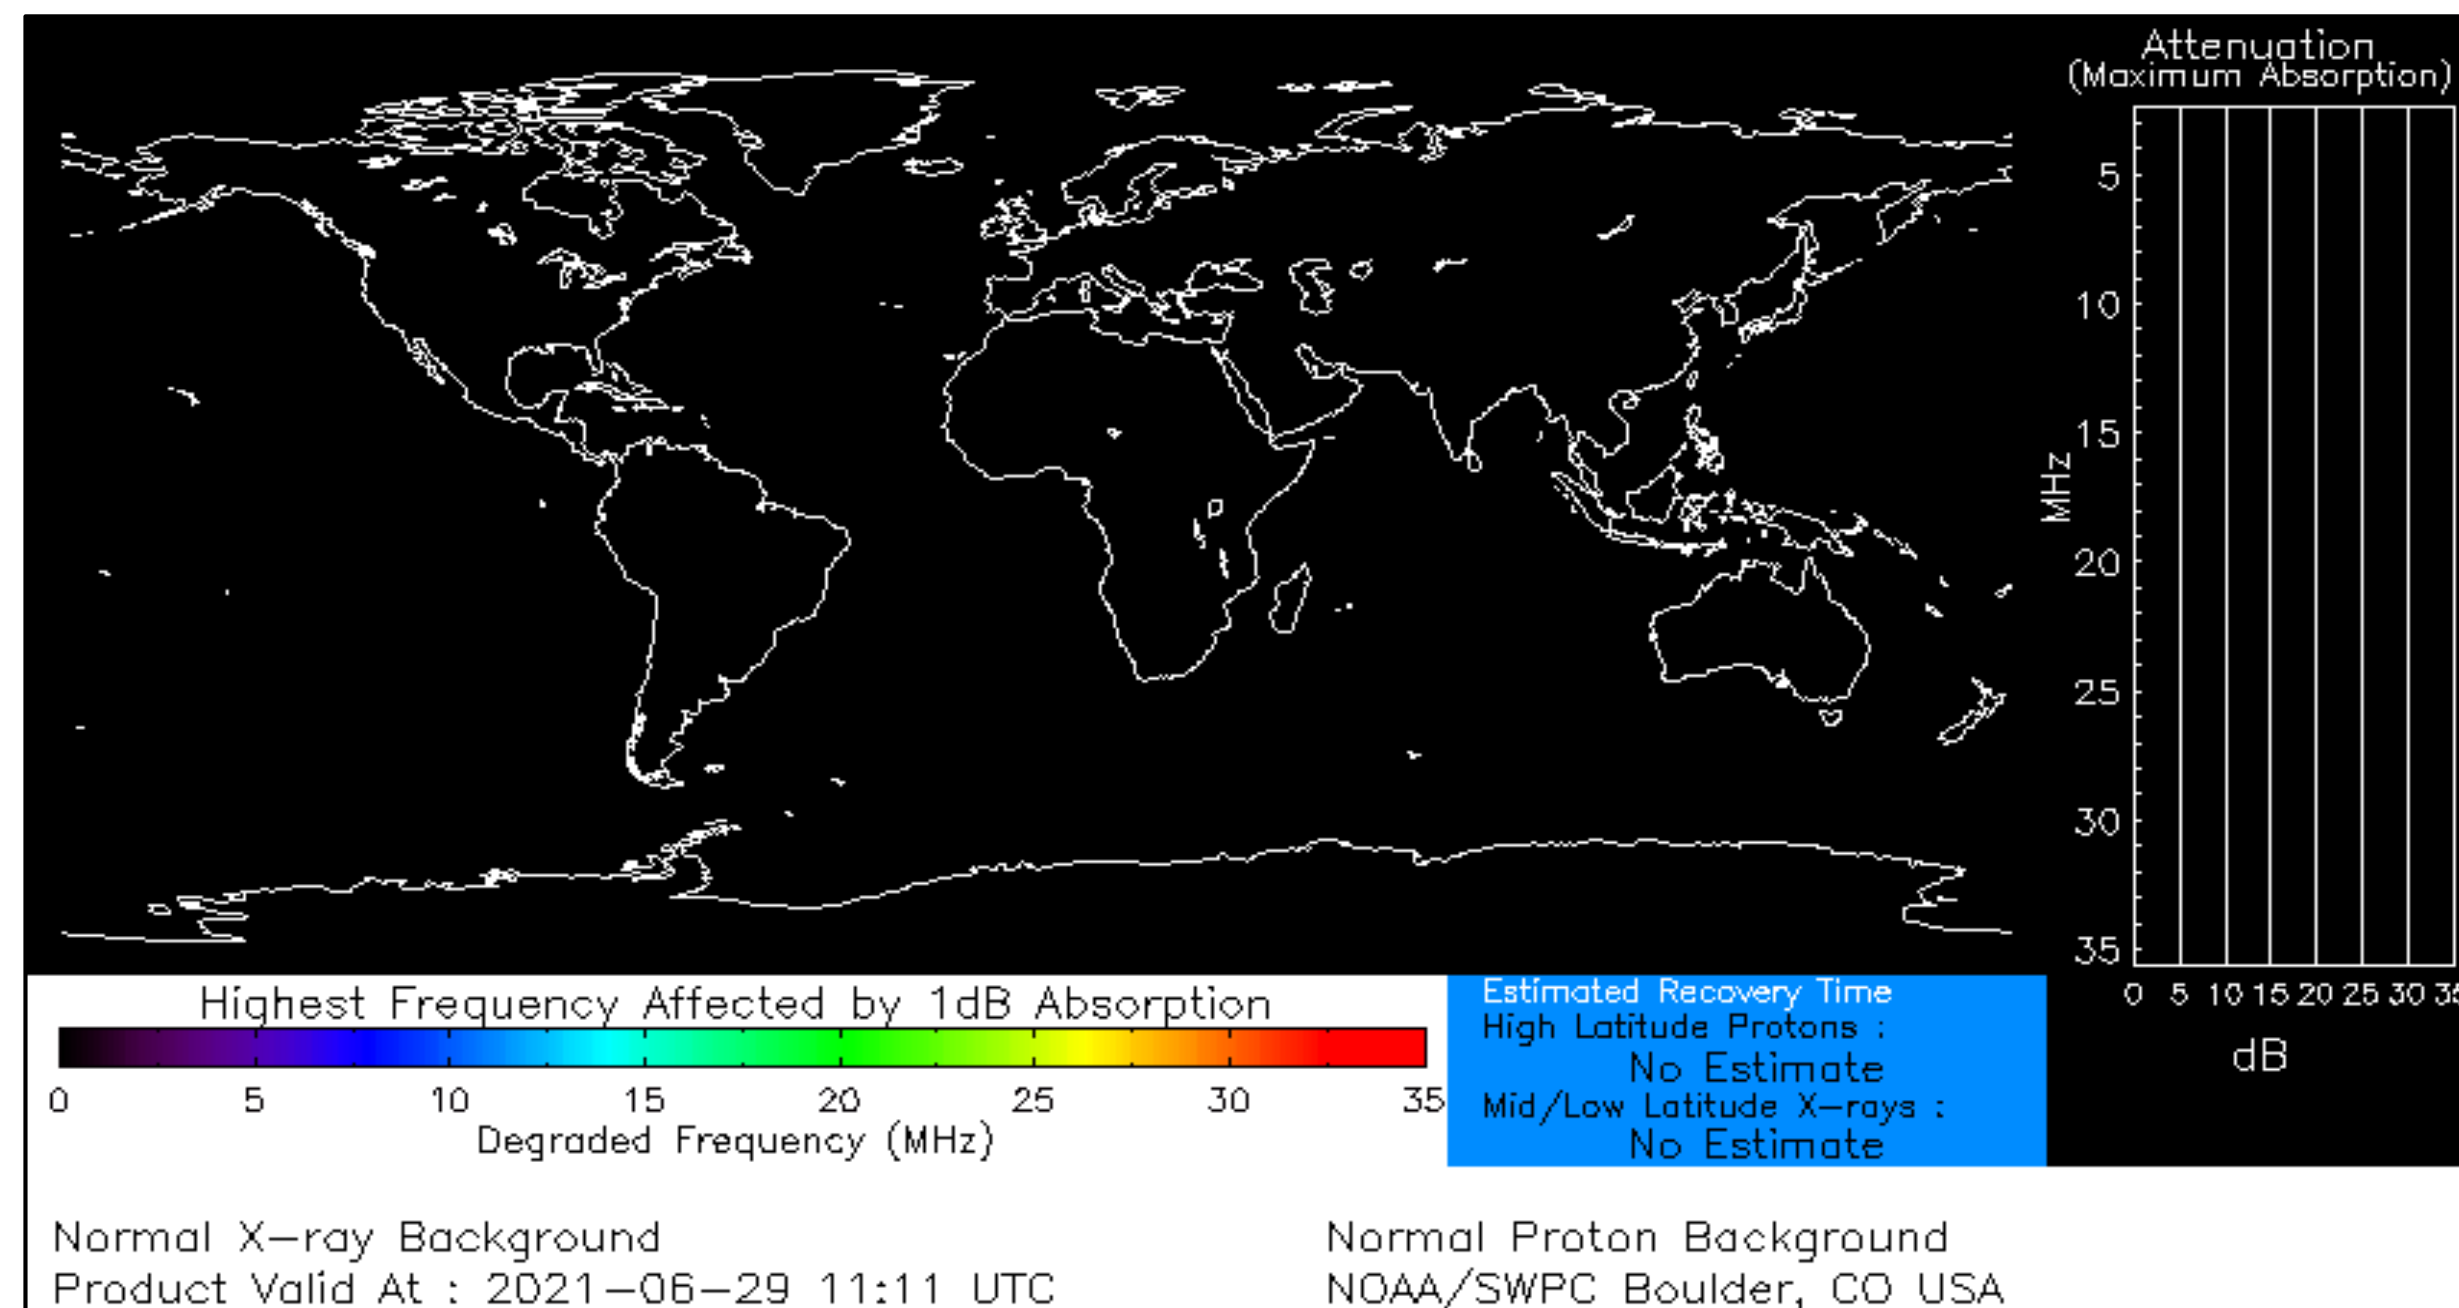 Attenuation
(Maximum Absorption)
5
10
15
20
25
30
35
MHz
0 5 10 15 20 25 30 35
dB
Highest Frequency Affected by 1dB Absorption
0 5 10 15 20 25 30 35
Degraded Frequency (MHz)
Estimated Recovery Time
High Latitude Protons :
No Estimate
Mid/Low Latitude X-rays :
No Estimate
Normal X-ray Background
Product Valid At : 2021-06-29 11:11 UTC
Normal Proton Background
NOAA/SWPC Boulder, CO USA